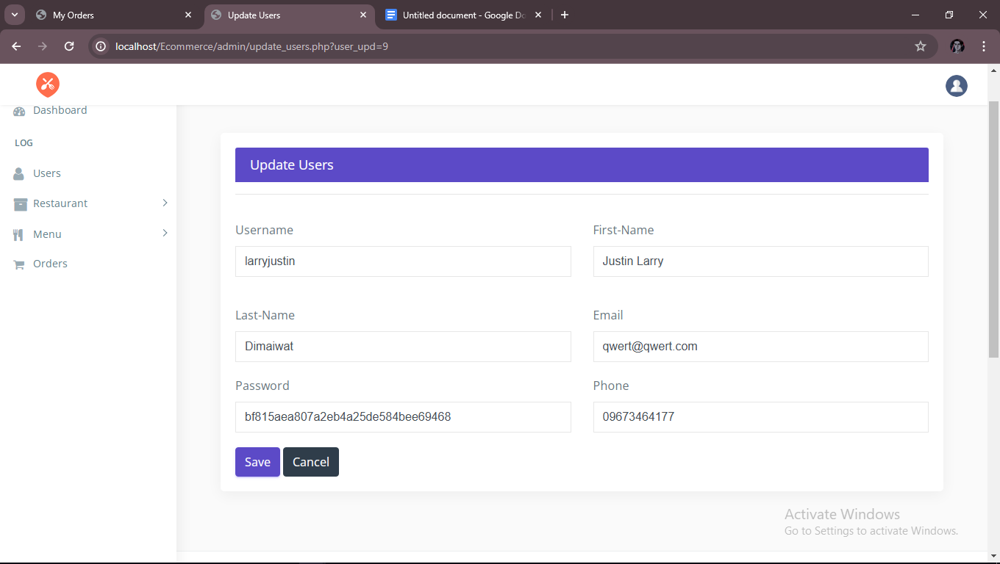 My Orders
Update Users
Untitled document - Google Do
localhost/Ecommerce/admin/update_users.php?user_upd=9
Dashboard
LOG
Users
Restaurant
Menu
Orders
Update Users
Username
First-Name
larryjustin
Justin Larry
Last-Name
Email
Dimaiwat
qwert@qwert.com
Password
Phone
bf815aea807a2eb4a25de584bee69468
09673464177
Save
Cancel
Activate Windows
Go to Settings to activate Windows.